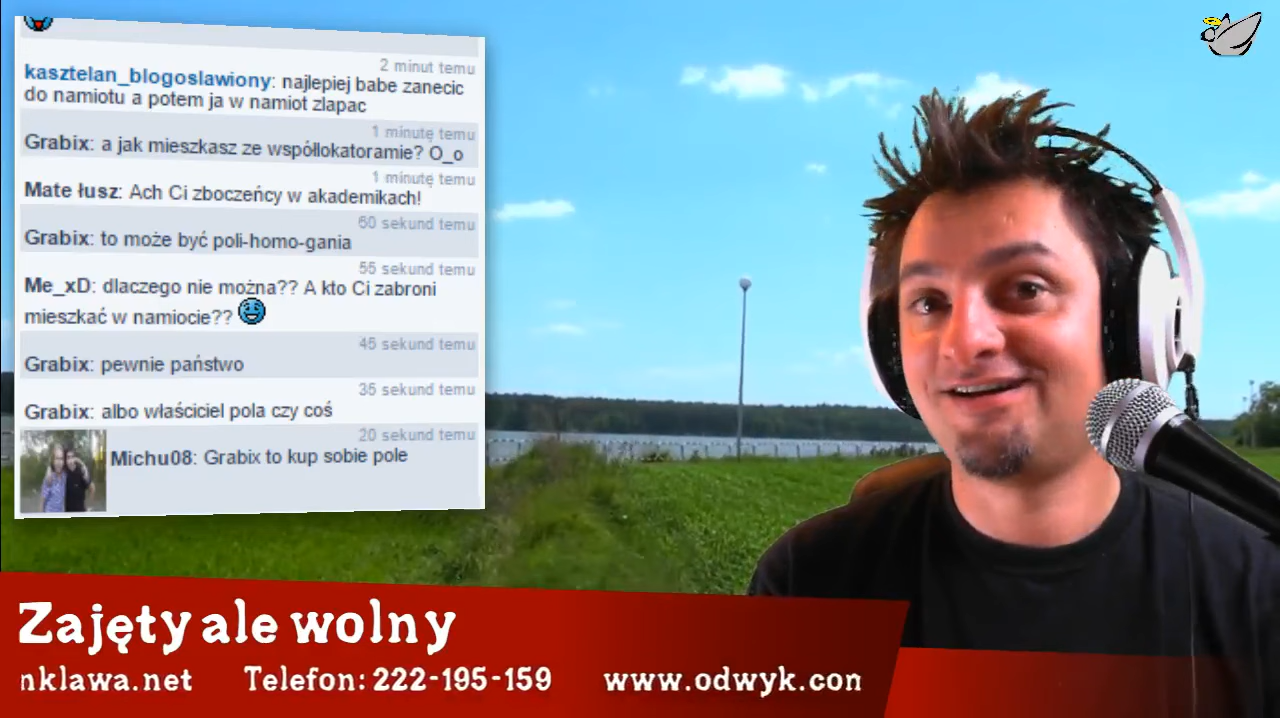 2 minut temu
kasztelan_blogoslawiony: najlepiej babe zanecic
do namiotu a potem ja w namiot zlapac
1 minutę temu
Grabix: a jak mieszkasz ze współlokatoramie? O_o
1 minutę temu
Mate łusz: Ach Ci zboczeńcy w akademikach!
60 sekund temu
Grabix: to może być poli-homo-gania
55 sekund temu
Me_xD: dlaczego nie można?? A kto Ci zabroni
mieszkać w namiocie??
45 sekund temu
Grabix: pewnie państwo
35 sekund temu
Grabix: albo właściciel pola czy coś
20 sekund temu
Michu08: Grabix to kup sobie pole
Zajęty ale wolny
nklawa.net Telefon: 222-195-159 www.odwyk.con